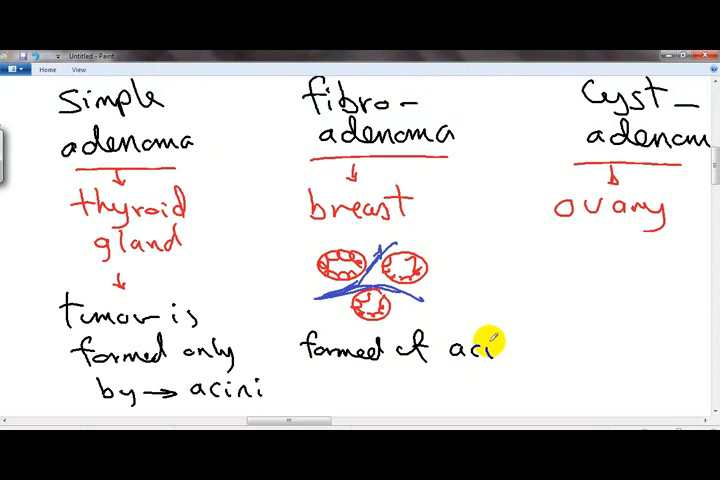 Untitled - Paint
Home View
Simple
adenoma
thyroid
gland
tumor is
formed only
by → acini
fibro -
adenoma
breast
formed of aci
Cyst -
adenom
ovary